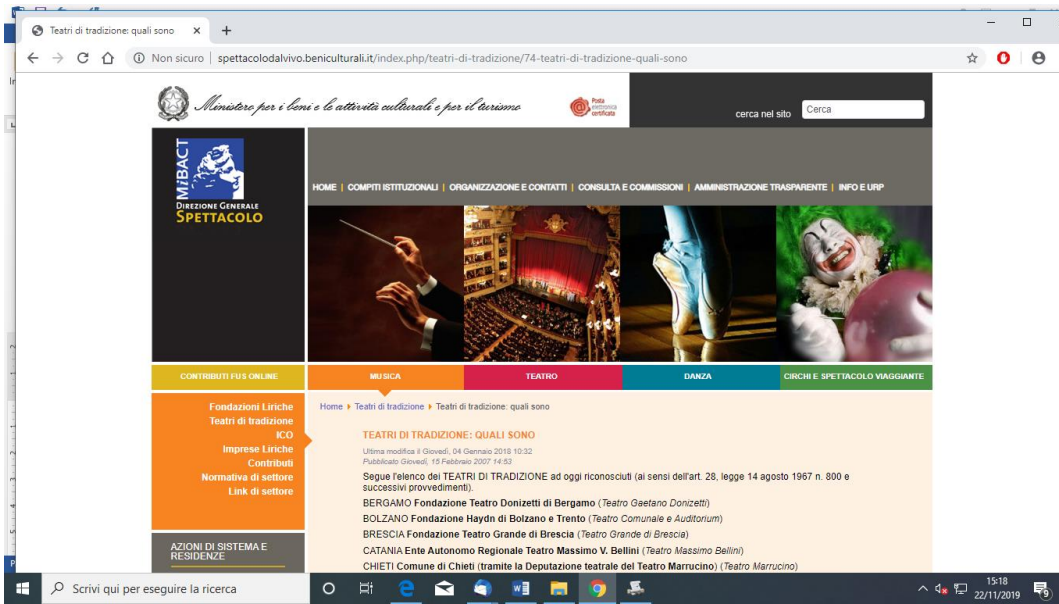 Teatri di tradizione: quali sono
Non sicuro | spettacolodalvivo.beniculturali.it/index.php/teatri-di-tradizione/74-teatri-di-tradizione-quali-sono
Ministero per i beni e le attività culturali e per il turismo
Posta elettronica certificata
cerca nel sito Cerca
MiBACT
DIREZIONE GENERALE
SPETTACOLO
HOME | COMPITI ISTITUZIONALI | ORGANIZZAZIONE E CONTATTI | CONSULTA E COMMISSIONI | AMMINISTRAZIONE TRASPARENTE | INFO E URP
CONTRIBUTI FUS ONLINE MUSICA TEATRO DANZA CIRCHI E SPETTACOLO VIAGGIANTE
Fondazioni Liriche
Teatri di tradizione
ICO
Imprese Liriche
Contributi
Normativa di settore
Link di settore
AZIONI DI SISTEMA E
RESIDENZE
Home Teatri di tradizione Teatri di tradizione: quali sono
TEATRI DI TRADIZIONE: QUALI SONO
Ultima modifica il Giovedì, 04 Gennaio 2018 10:32
Pubblicato Giovedì, 15 Febbraio 2007 14:53
Segue l'elenco dei TEATRI DI TRADIZIONE ad oggi riconosciuti (ai sensi dell'art. 28, legge 14 agosto 1967 n. 800 e
successivi provvedimenti).
BERGAMO Fondazione Teatro Donizetti di Bergamo (Teatro Gaetano Donizetti)
BOLZANO Fondazione Haydn di Bolzano e Trento (Teatro Comunale e Auditorium)
BRESCIA Fondazione Teatro Grande di Brescia (Teatro Grande di Brescia)
CATANIA Ente Autonomo Regionale Teatro Massimo V. Bellini (Teatro Massimo Bellini)
CHIETI Comune di Chieti (tramite la Deputazione teatrale del Teatro Marrucino) (Teatro Marrucino)
Scrivi qui per eseguire la ricerca
15:18
22/11/2019